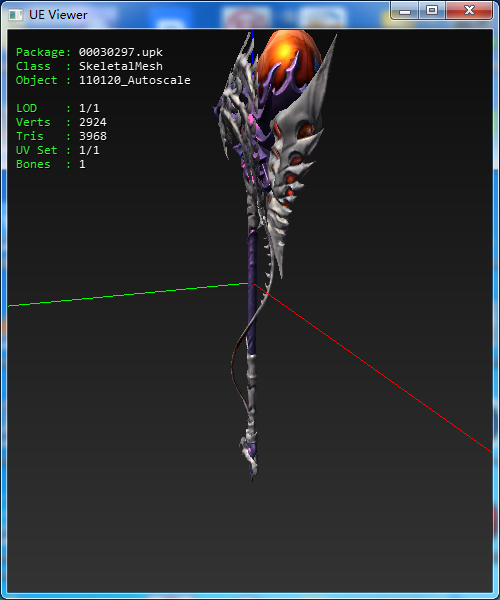 UE Viewer
Package: 00030297.upk
Class : SkeletalMesh
Object : 110120_Autoscale
LOD : 1/1
Verts : 2924
Tris : 3968
UV Set : 1/1
Bones : 1